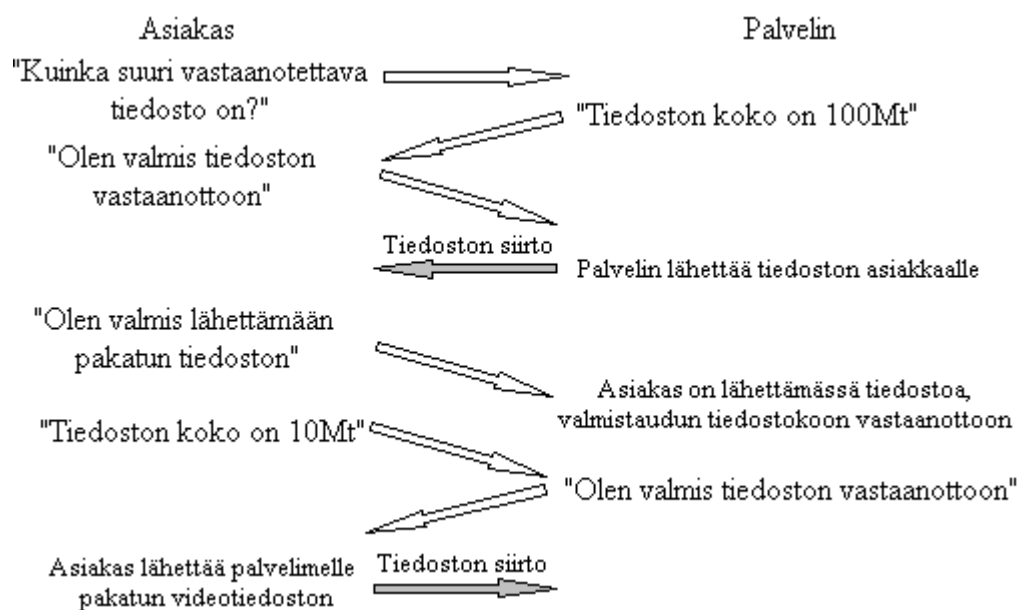 Asiakas
Palvelin
"Kuinka suuri vastaanotettava
tiedosto on?"
"Tiedoston koko on 100Mt"
"Olen valmis tiedoston
vastaanottoon"
Tiedoston siirto
Palvelin lähettää tiedoston asiakkaalle
"Olen valmis lähettämään
pakatun tiedoston"
Asiakas on lähettämässä tiedostoa,
valmistaudun tiedostokoon vastaanottoon
"Tiedoston koko on 10Mt"
"Olen valmis tiedoston vastaanottoon"
Asiakas lähettää palvelimelle
pakatun videotiedoston
Tiedoston siirto